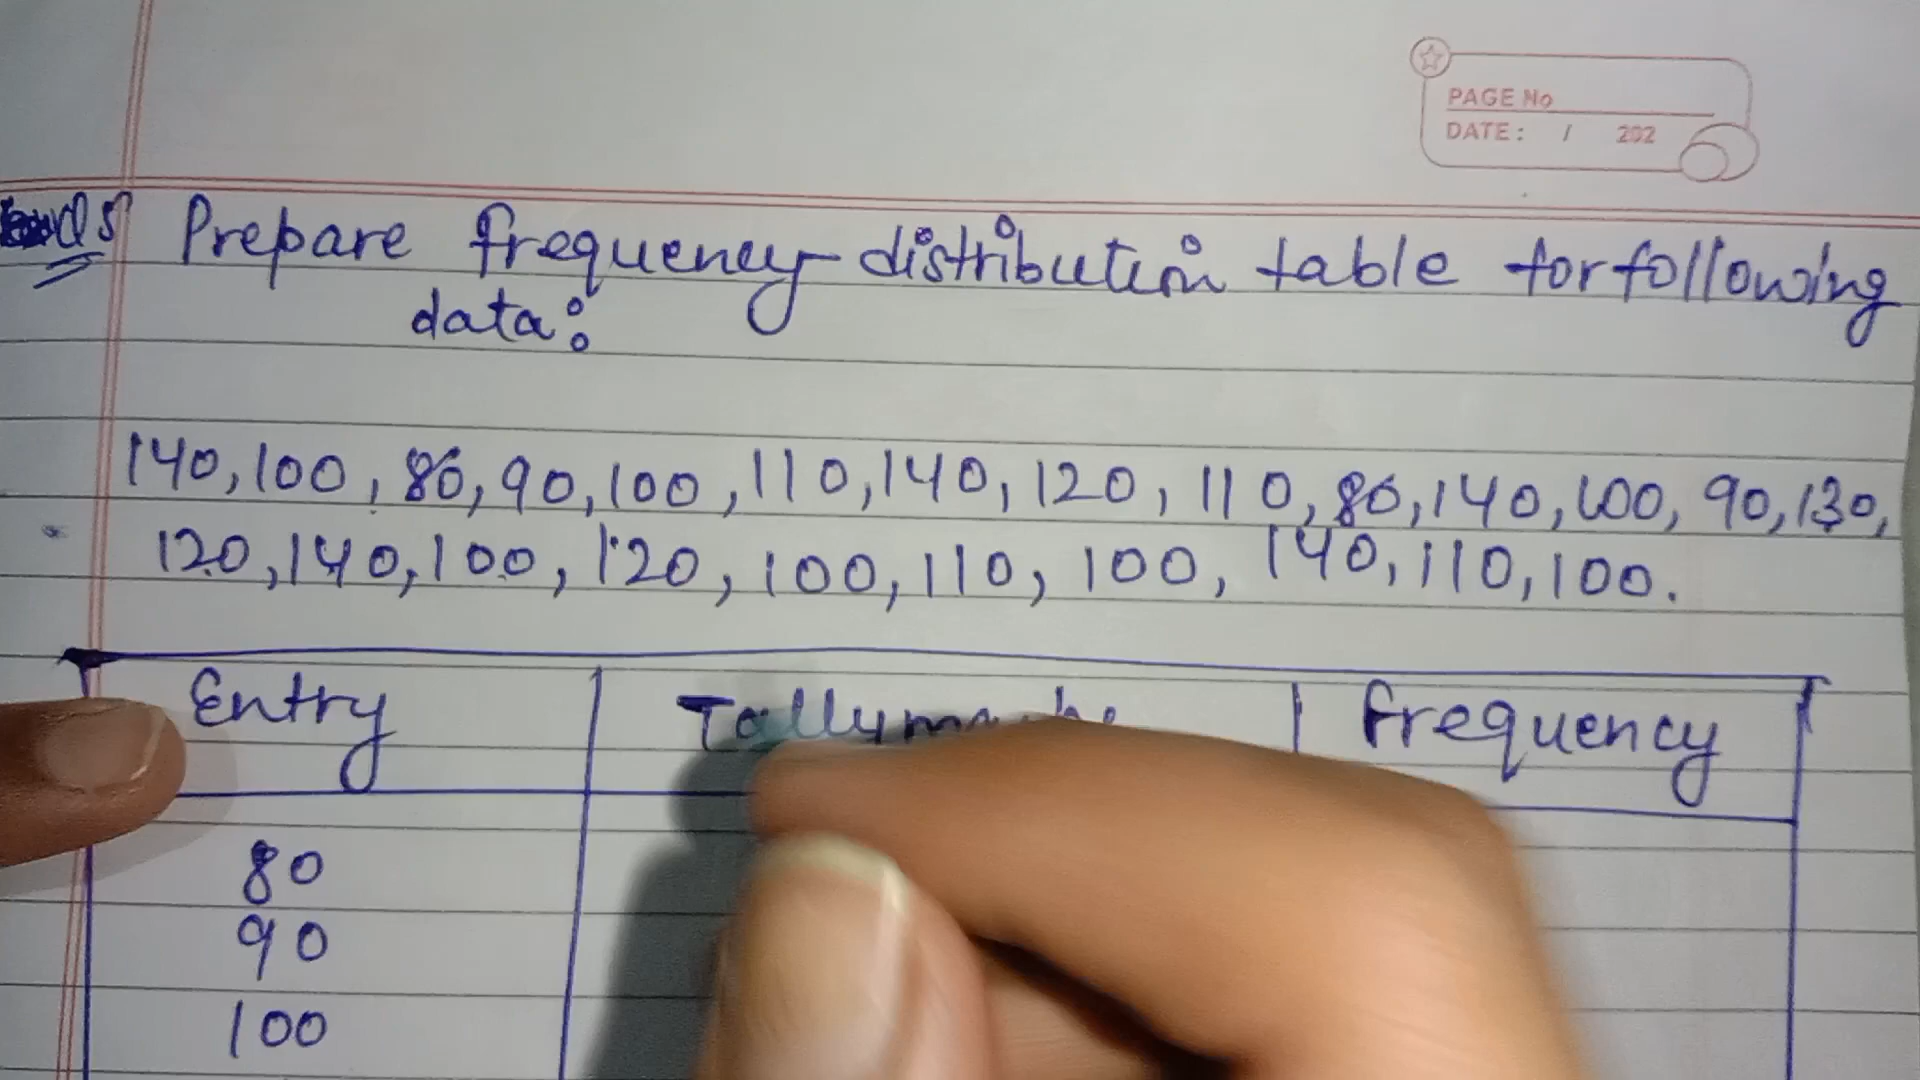 PAGE No
DATE: / 202
Q5 Prepare frequency distribution table for following
data:
140, 100, 80, 90, 100, 110, 140, 120, 110, 80, 140, 100, 90, 130,
120, 140, 100, 120, 100, 110, 100, 140, 110, 100.
Entry Frequency
80
90
100